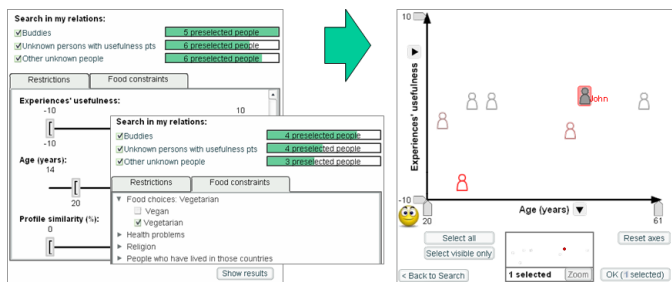 Search in my relations:
Buddies
5 preselected people
Unknown persons with usefulness pts
6 preselected people
Other unknown people
6 preselected people
Restrictions
Food constraints
Experiences' usefulness:
-10
10
-10
Age (years):
14
20
Profile similarity (%):
0
Search in my relations:
Buddies
4 preselected people
Unknown persons with usefulness pts
4 preselected people
Other unknown people
3 preselected people
Restrictions
Food constraints
Food choices: Vegetarian
Vegan
Vegetarian
Health problems
Religion
People who have lived in those countries
Show results
10
Experiences' usefulness
John
-10
20
Age (years)
61
Select all
Select visible only
Reset axes
< Back to Search
1 selected
Zoom
OK (1 selected)